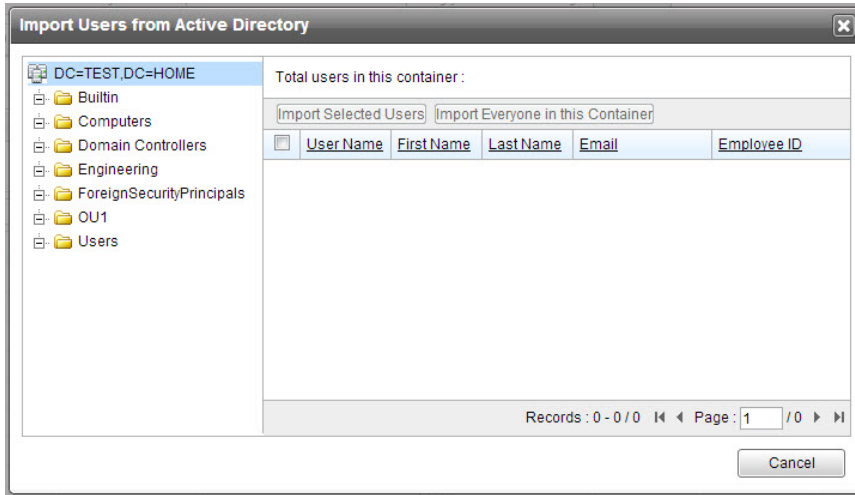 Import Users from Active Directory
DC=TEST,DC=HOME
Builtin
Computers
Domain Controllers
Engineering
ForeignSecurityPrincipals
OU1
Users
Total users in this container :
Import Selected Users Import Everyone in this Container
User Name First Name Last Name Email Employee ID
Records : 0 - 0 / 0 Page : 1 / 0
Cancel